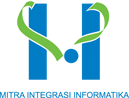 MITRA INTEGRASI INFORMATIKA